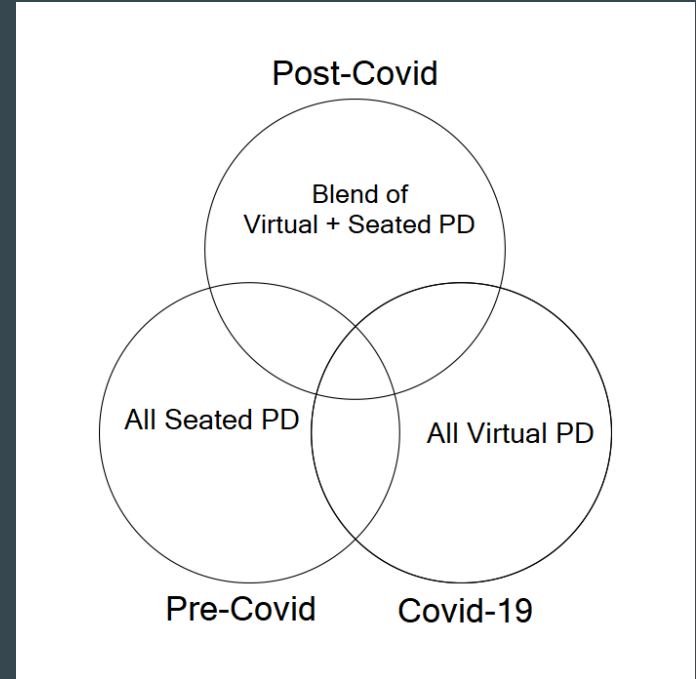 Post-Covid
Blend of
Virtual + Seated PD
All Seated PD
All Virtual PD
Pre-Covid
Covid-19